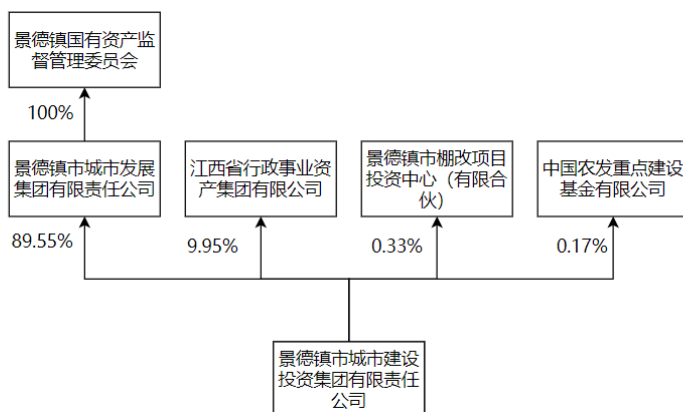 景德镇国有资产监
督管理委员会
100%
景德镇市城市发展
集团有限责任公司
江西省行政事业资
产集团有限公司
景德镇市棚改项目
投资中心（有限合
伙）
中国农发重点建设
基金有限公司
89.55%
9.95%
0.33%
0.17%
景德镇市城市建设
投资集团有限责任
公司